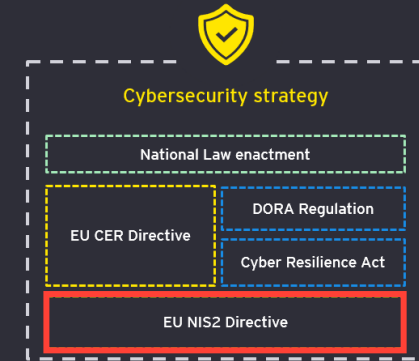 Cybersecurity strategy
National Law enactment
EU CER Directive
DORA Regulation
Cyber Resilience Act
EU NIS2 Directive